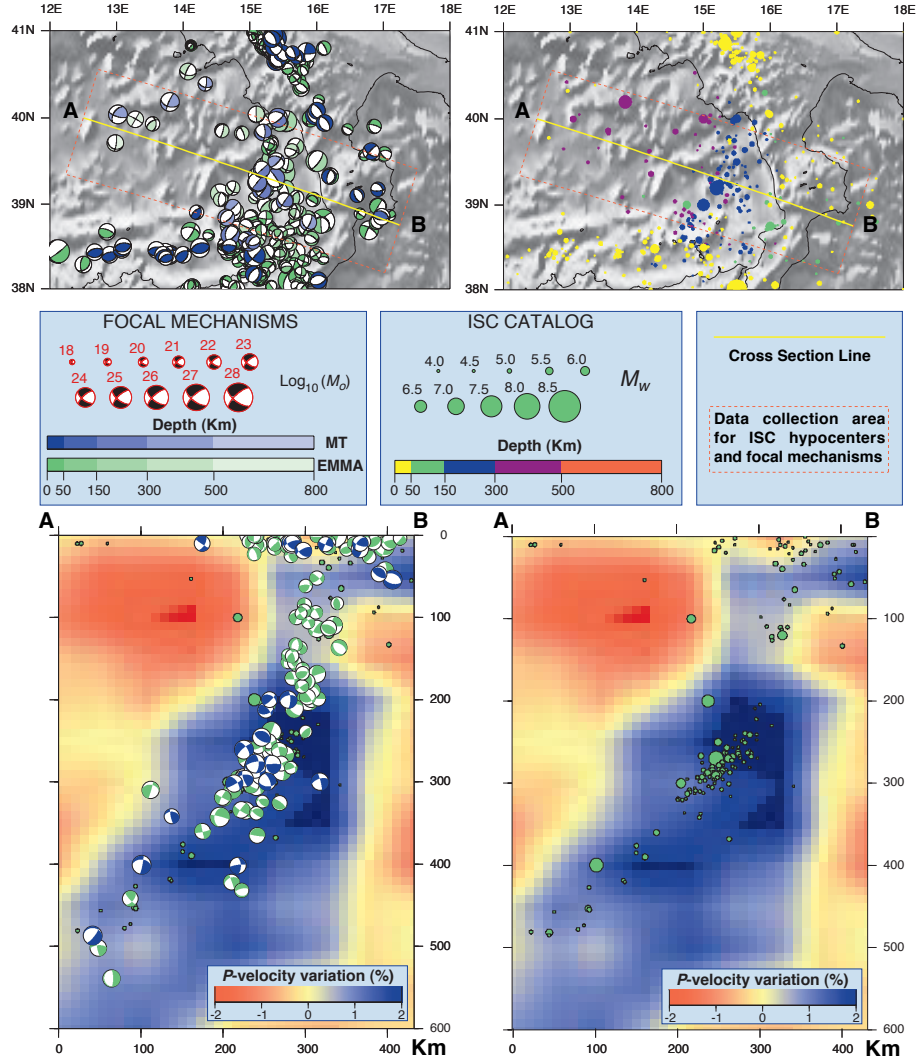 12E 13E 14E 15E 16E 17E 18E
12E 13E 14E 15E 16E 17E 18E
41N
41N
A
A
40N
40N
39N
39N
B
B
38N
38N
FOCAL MECHANISMS
18 19 20 21 22 23
24 25 26 27 28
Log10 (Mo)
Depth (Km)
MT
EMMA
0 50 150 300 500 800
ISC CATALOG
4.0 4.5 5.0 5.5 6.0
6.5 7.0 7.5 8.0 8.5
Mw
Depth (Km)
0 50 150 300 500 800
Cross Section Line
Data collection area
for ISC hypocenters
and focal mechanisms
A B
A B
0
100
200
300
400
500
600
0
100
200
300
400
500
600
P-velocity variation (%)
-2 -1 0 1 2
P-velocity variation (%)
-2 -1 0 1 2
0 100 200 300 400 Km
0 100 200 300 400 Km